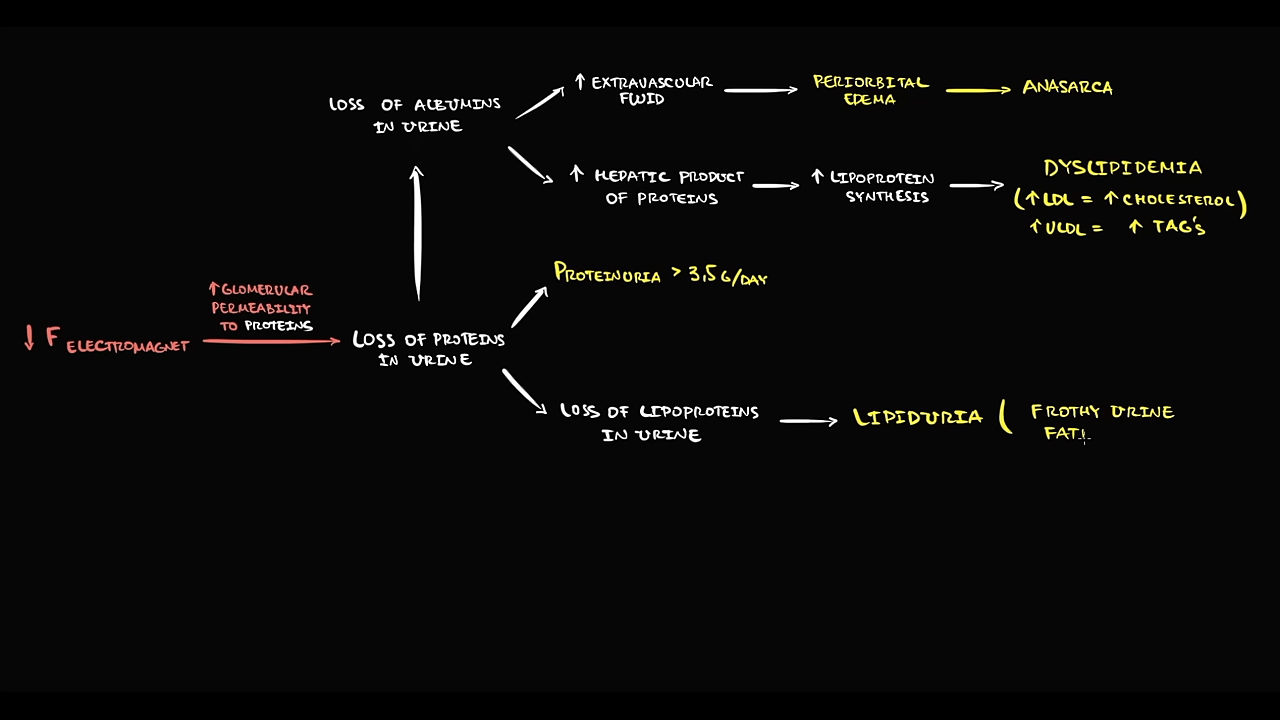 LOSS OF ALBUMINS
IN URINE
↑ EXTRAVASCULAR
FLUID
PERIORBITAL
EDEMA
ANASARCA
↑ HEPATIC PRODUCT
OF PROTEINS
↑ LIPOPROTEIN
SYNTHESIS
DYSLIPIDEMIA
(↑ LDL = ↑ CHOLESTEROL)
↑ VLDL = ↑ TAG'S
PROTEINURIA > 3,5 G/DAY
↑ GLOMERULAR
PERMEABILITY
TO PROTEINS
↓ F ELECTROMAGNET
LOSS OF PROTEINS
IN URINE
LOSS OF LIPOPROTEINS
IN URINE
LIPIDURIA (
FROTHY URINE
FAT